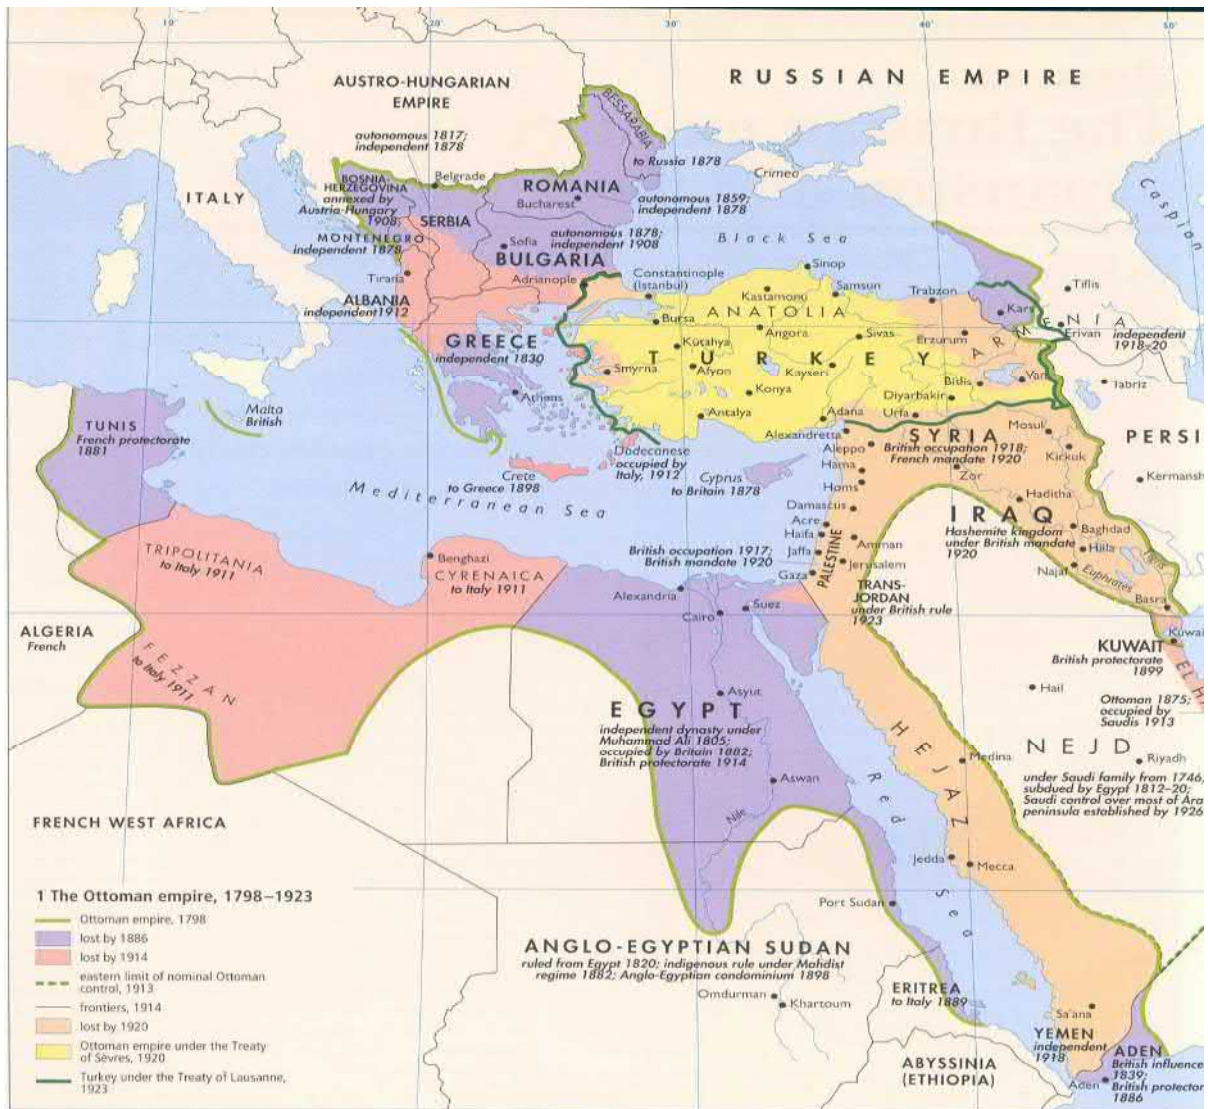 10°
20°
30°
40°
50°
AUSTRO-HUNGARIAN
EMPIRE
RUSSIAN EMPIRE
BESSARABIA
to Russia 1878
autonomous 1817;
independent 1878
Belgrade
BOSNIA-
HERZEGOVINA
annexed by
Austria-Hungary
1908;
ITALY
ROMANIA
Bucharest
autonomous 1859;
independent 1878
Crimea
Caspian
SERBIA
MONTENEGRO
independent 1878
autonomous 1878;
independent 1908
Sofia
BULGARIA
Black Sea
Tirana
ALBANIA
independent 1912
Adrianople
Constantinople
(Istanbul)
Sinop
Kastamonu
Samsun
Trabzon
Tiflis
Kars
ARMENIA
Erivan
independent
1918–20
Bursa
ANATOLIA
GREECE
independent 1830
Angora
Sivas
Erzurum
Kütahya
TURKEY
Smyrna
Afyon
Kayseri
Bitlis
Van
Tabriz
Athens
Konya
Diyarbakir
Antalya
Adana
Urfa
Malta
British
TUNIS
French protectorate
1881
Alexandretta
SYRIA
British occupation 1918;
French mandate 1920
Mosul
PERSI
Dodecanese
occupied by
Italy, 1912
Aleppo
Kirkuk
Hama
Zor
Kermansh
Crete
to Greece 1898
Cyprus
to Britain 1878
Homs
Mediterranean Sea
Haditha
Damascus
IRAQ
Hashemite kingdom
under British mandate
1920
Baghdad
Acre
Haifa
Amman
Hilla
Tigris
TRIPOLITANIA
to Italy 1911
Benghazi
CYRENAICA
to Italy 1911
British occupation 1917;
British mandate 1920
Jaffa
PALESTINE
Jerusalem
Gaza
Najaf
Euphrates
Basra
Alexandria
Suez
Cairo
TRANS-
JORDAN
under British rule
1923
ALGERIA
French
FEZZAN
to Italy 1911
Kuwai
KUWAIT
British protectorate
1899
EL H
Hail
Ottoman 1875;
occupied by
Saudis 1913
Asyut
EGYPT
independent dynasty under
Muhammad Ali 1805;
occupied by Britain 1882;
British protectorate 1914
HEJAZ
Medina
NEJD
Riyadh
under Saudi family from 1746,
subdued by Egypt 1812–20;
Saudi control over most of Ara
peninsula established by 1926
Aswan
Nile
Red Sea
FRENCH WEST AFRICA
Jedda
Mecca
Port Sudan
ANGLO-EGYPTIAN SUDAN
ruled from Egypt 1820; indigenous rule under Mahdist
regime 1882; Anglo-Egyptian condominium 1898
Omdurman
Khartoum
ERITREA
to Italy 1889
Sa'ana
YEMEN
independent
1918
ADEN
British influence
1839;
British protector
1886
Aden
ABYSSINIA
(ETHIOPIA)
1 The Ottoman empire, 1798–1923
Ottoman empire, 1798
lost by 1886
lost by 1914
eastern limit of nominal Ottoman
control, 1913
frontiers, 1914
lost by 1920
Ottoman empire under the Treaty
of Sèvres, 1920
Turkey under the Treaty of Lausanne,
1923